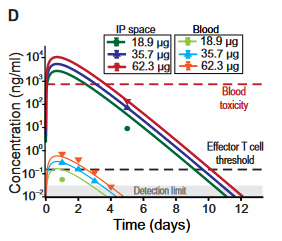 D
IP space Blood
18.9 µg 18.9 µg
35.7 µg 35.7 µg
62.3 µg 62.3 µg
Concentration (ng/ml)
10⁴
10³
10²
10¹
10⁰
10⁻¹
10⁻²
Blood
toxicity
Effector T cell
threshold
Detection limit
0 2 4 6 8 10 12
Time (days)